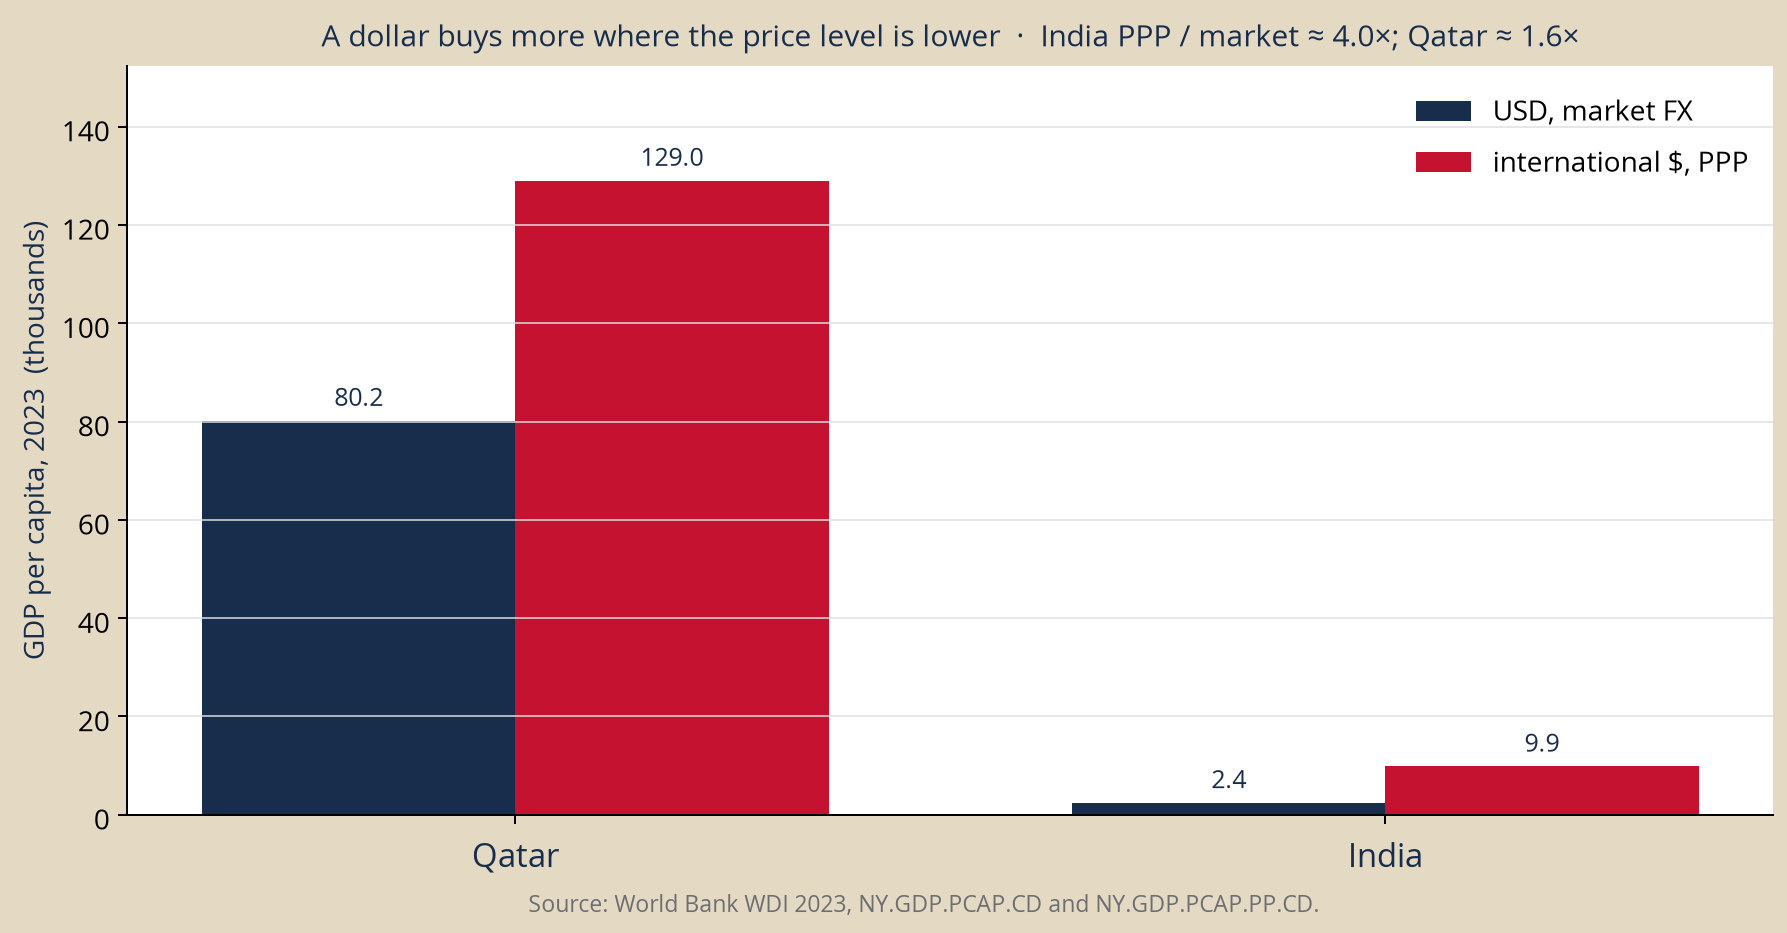 A dollar buys more where the price level is lower · India PPP / market ≈ 4.0×; Qatar ≈ 1.6×
GDP per capita, 2023 (thousands)
140
120
100
80
60
40
20
0
USD, market FX
international $, PPP
80.2
129.0
2.4
9.9
Qatar
India
Source: World Bank WDI 2023, NY.GDP.PCAP.CD and NY.GDP.PCAP.PP.CD.